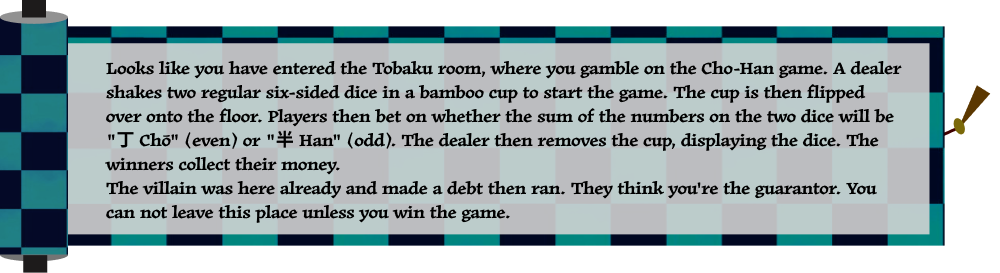 Looks like you have entered the Tobaku room, where you gamble on the Cho-Han game. A dealer
shakes two regular six-sided dice in a bamboo cup to start the game. The cup is then flipped
over onto the floor. Players then bet on whether the sum of the numbers on the two dice will be
"丁 Chō" (even) or "半 Han" (odd). The dealer then removes the cup, displaying the dice. The
winners collect their money.
The villain was here already and made a debt then ran. They think you're the guarantor. You
can not leave this place unless you win the game.